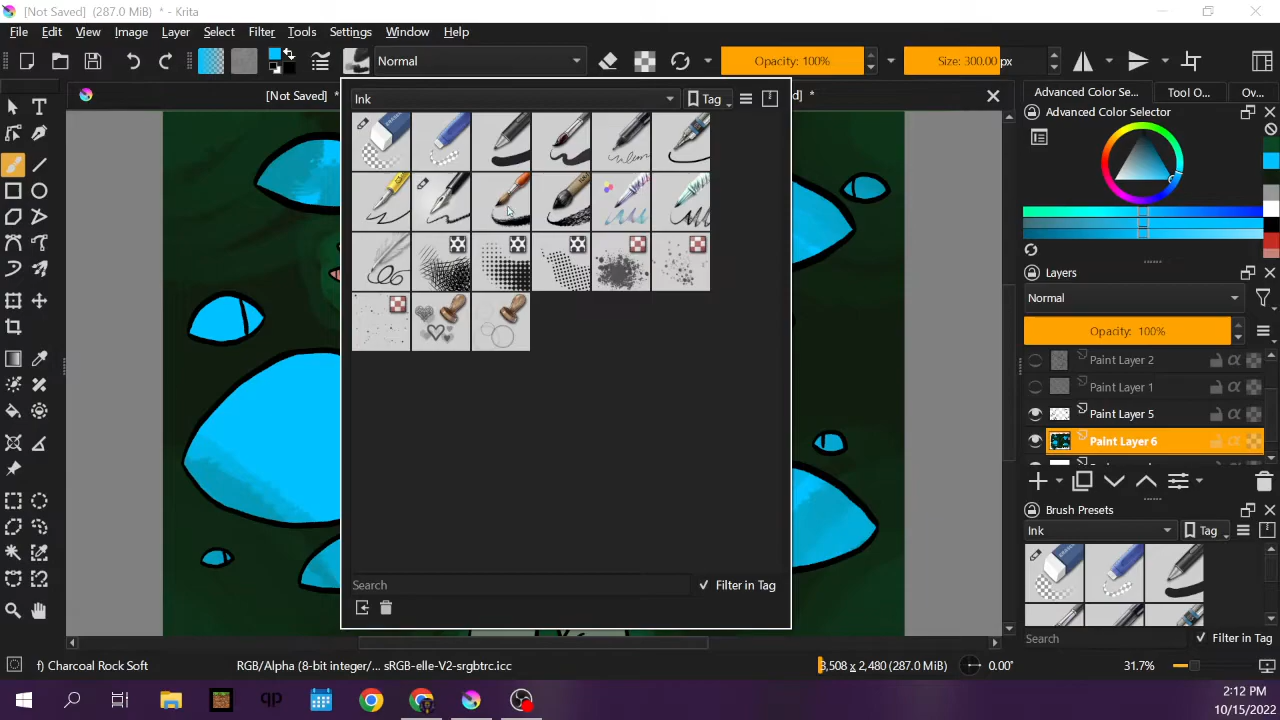 [Not Saved] (287.0 MiB) * - Krita
File Edit View Image Layer Select Filter Tools Settings Window Help
Normal Opacity: 100% Size: 300.00 px
[Not Saved] * d] *
Ink Tag
Search Filter in Tag
Advanced Color Se... Tool O... Ov...
Advanced Color Selector
Layers
Normal
Opacity: 100%
Paint Layer 2
Paint Layer 1
Paint Layer 5
Paint Layer 6
Brush Presets
Ink Tag
Search Filter in Tag
f) Charcoal Rock Soft RGB/Alpha (8-bit integer/... sRGB-elle-V2-srgbtrc.icc 3,508 x 2,480 (287.0 MiB) 0.00° 31.7%
qp
2:12 PM
10/15/2022